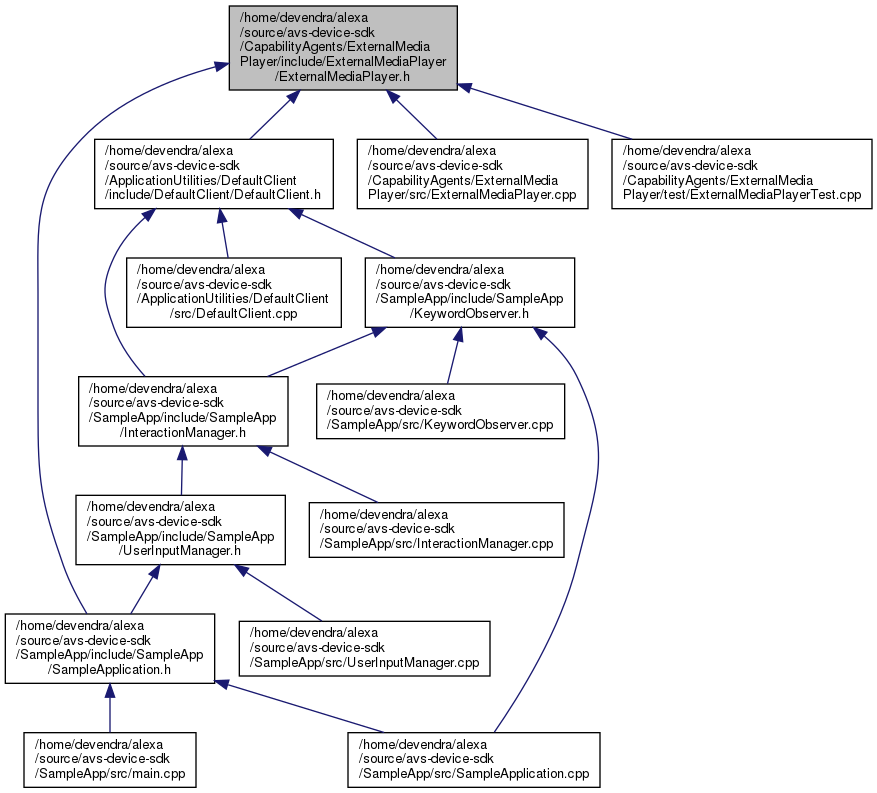 /home/devendra/alexa
/source/avs-device-sdk
/CapabilityAgents/ExternalMedia
Player/include/ExternalMediaPlayer
/ExternalMediaPlayer.h
/home/devendra/alexa
/source/avs-device-sdk
/ApplicationUtilities/DefaultClient
/include/DefaultClient/DefaultClient.h
/home/devendra/alexa
/source/avs-device-sdk
/CapabilityAgents/ExternalMedia
Player/src/ExternalMediaPlayer.cpp
/home/devendra/alexa
/source/avs-device-sdk
/CapabilityAgents/ExternalMedia
Player/test/ExternalMediaPlayerTest.cpp
/home/devendra/alexa
/source/avs-device-sdk
/ApplicationUtilities/DefaultClient
/src/DefaultClient.cpp
/home/devendra/alexa
/source/avs-device-sdk
/SampleApp/include/SampleApp
/KeywordObserver.h
/home/devendra/alexa
/source/avs-device-sdk
/SampleApp/include/SampleApp
/InteractionManager.h
/home/devendra/alexa
/source/avs-device-sdk
/SampleApp/src/KeywordObserver.cpp
/home/devendra/alexa
/source/avs-device-sdk
/SampleApp/include/SampleApp
/UserInputManager.h
/home/devendra/alexa
/source/avs-device-sdk
/SampleApp/src/InteractionManager.cpp
/home/devendra/alexa
/source/avs-device-sdk
/SampleApp/include/SampleApp
/SampleApplication.h
/home/devendra/alexa
/source/avs-device-sdk
/SampleApp/src/UserInputManager.cpp
/home/devendra/alexa
/source/avs-device-sdk
/SampleApp/src/main.cpp
/home/devendra/alexa
/source/avs-device-sdk
/SampleApp/src/SampleApplication.cpp